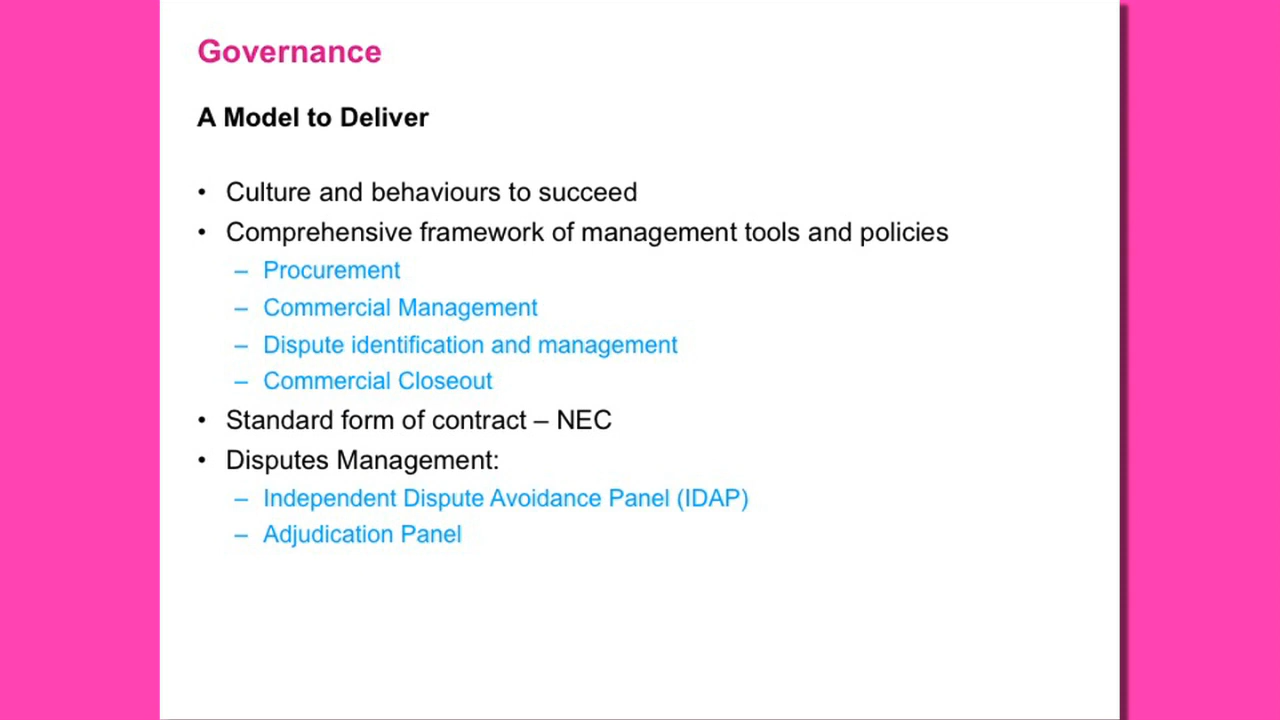 Governance
A Model to Deliver
• Culture and behaviours to succeed
• Comprehensive framework of management tools and policies
– Procurement
– Commercial Management
– Dispute identification and management
– Commercial Closeout
• Standard form of contract – NEC
• Disputes Management:
– Independent Dispute Avoidance Panel (IDAP)
– Adjudication Panel